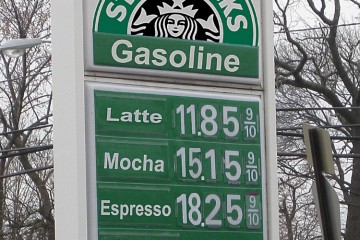 Gasoline
Latte 11.85 9/10
Mocha 15.15 9/10
Espresso 18.25 9/10